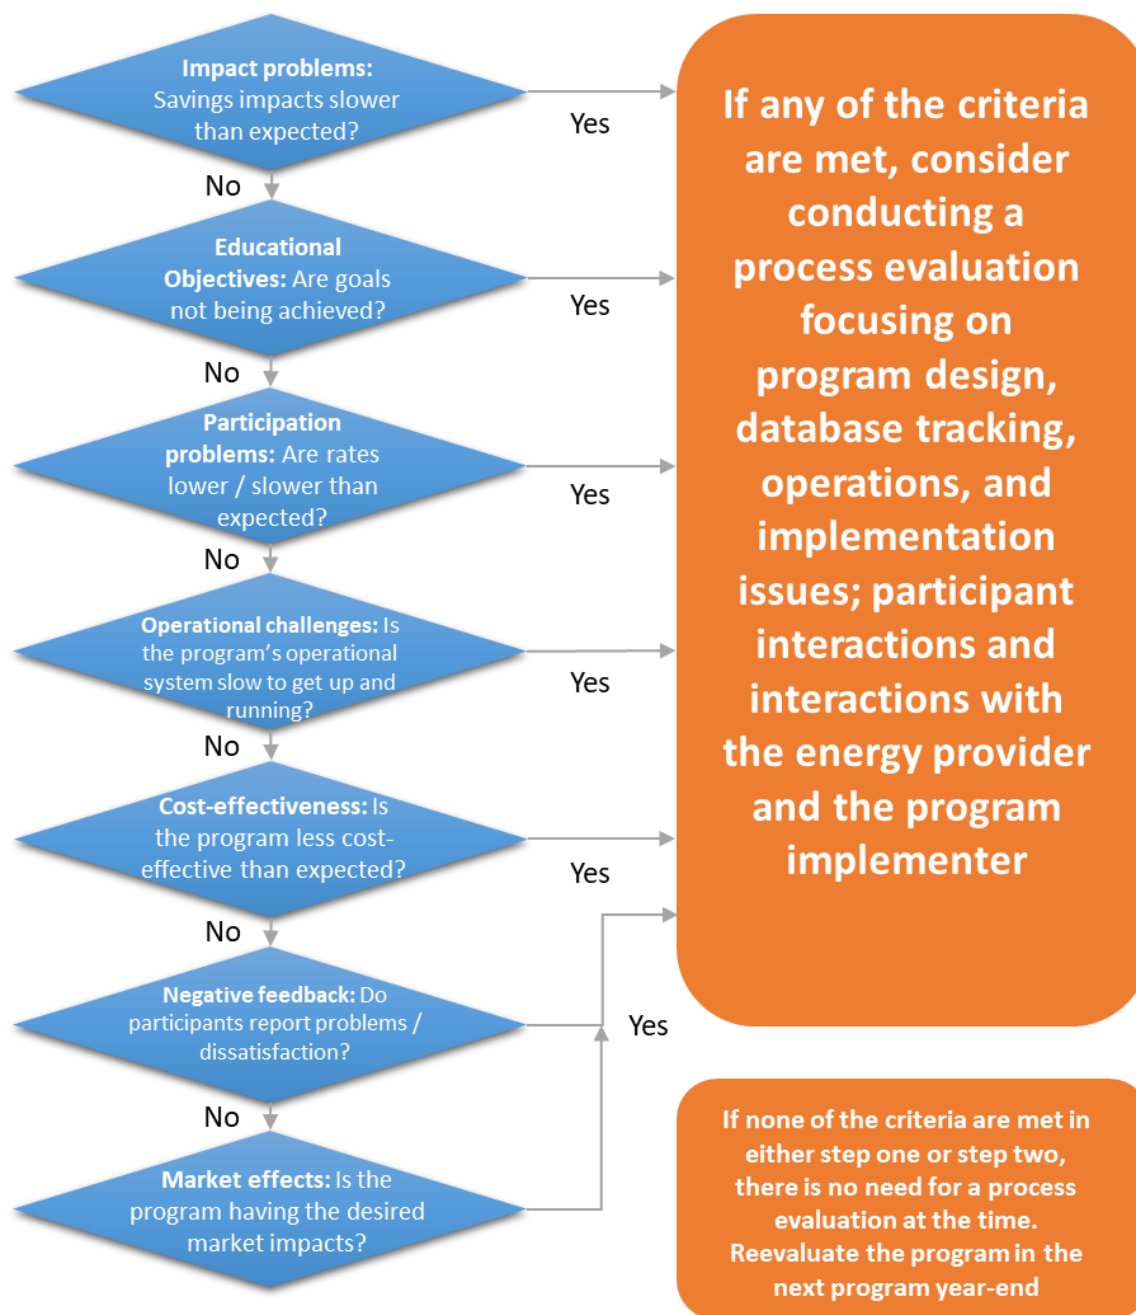 Impact problems:
Savings impacts slower
than expected?
Yes
No
Educational
Objectives: Are goals
not being achieved?
Yes
No
Participation
problems: Are rates
lower / slower than
expected?
Yes
No
Operational challenges: Is
the program’s operational
system slow to get up and
running?
Yes
No
Cost-effectiveness: Is
the program less cost-
effective than expected?
Yes
No
Negative feedback: Do
participants report problems /
dissatisfaction?
Yes
No
Market effects: Is the
program having the desired
market impacts?
If any of the criteria
are met, consider
conducting a
process evaluation
focusing on
program design,
database tracking,
operations, and
implementation
issues; participant
interactions and
interactions with
the energy provider
and the program
implementer
If none of the criteria are met in
either step one or step two,
there is no need for a process
evaluation at the time.
Reevaluate the program in the
next program year-end